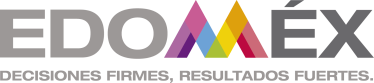 EDOMÉX
DECISIONES FIRMES, RESULTADOS FUERTES.